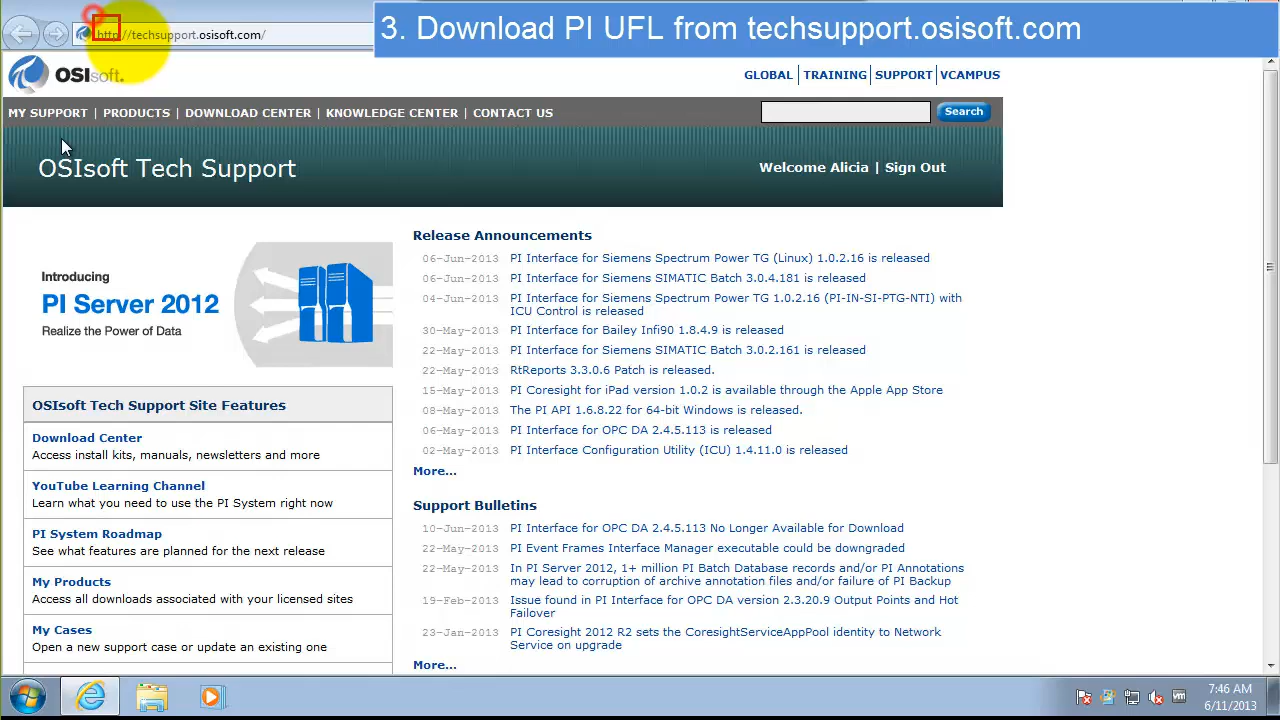 3. Download PI UFL from techsupport.osisoft.com
http://techsupport.osisoft.com/
OSIsoft.
GLOBAL | TRAINING | SUPPORT | VCAMPUS
MY SUPPORT | PRODUCTS | DOWNLOAD CENTER | KNOWLEDGE CENTER | CONTACT US
Search
OSIsoft Tech Support
Welcome Alicia | Sign Out
Introducing
PI Server 2012
Realize the Power of Data
Release Announcements
06-Jun-2013 PI Interface for Siemens Spectrum Power TG (Linux) 1.0.2.16 is released
06-Jun-2013 PI Interface for Siemens SIMATIC Batch 3.0.4.181 is released
04-Jun-2013 PI Interface for Siemens Spectrum Power TG 1.0.2.16 (PI-IN-SI-PTG-NTI) with
ICU Control is released
30-May-2013 PI Interface for Bailey Infi90 1.8.4.9 is released
22-May-2013 PI Interface for Siemens SIMATIC Batch 3.0.2.161 is released
22-May-2013 RtReports 3.3.0.6 Patch is released.
15-May-2013 PI Coresight for iPad version 1.0.2 is available through the Apple App Store
08-May-2013 The PI API 1.6.8.22 for 64-bit Windows is released.
06-May-2013 PI Interface for OPC DA 2.4.5.113 is released
02-May-2013 PI Interface Configuration Utility (ICU) 1.4.11.0 is released
More...
OSIsoft Tech Support Site Features
Download Center
Access install kits, manuals, newsletters and more
YouTube Learning Channel
Learn what you need to use the PI System right now
PI System Roadmap
See what features are planned for the next release
My Products
Access all downloads associated with your licensed sites
My Cases
Open a new support case or update an existing one
Support Bulletins
10-Jun-2013 PI Interface for OPC DA 2.4.5.113 No Longer Available for Download
22-May-2013 PI Event Frames Interface Manager executable could be downgraded
22-May-2013 In PI Server 2012, 1+ million PI Batch Database records and/or PI Annotations
may lead to corruption of archive annotation files and/or failure of PI Backup
19-Feb-2013 Issue found in PI Interface for OPC DA version 2.3.20.9 Output Points and Hot
Failover
23-Jan-2013 PI Coresight 2012 R2 sets the CoresightServiceAppPool identity to Network
Service on upgrade
More...
7:46 AM
6/11/2013